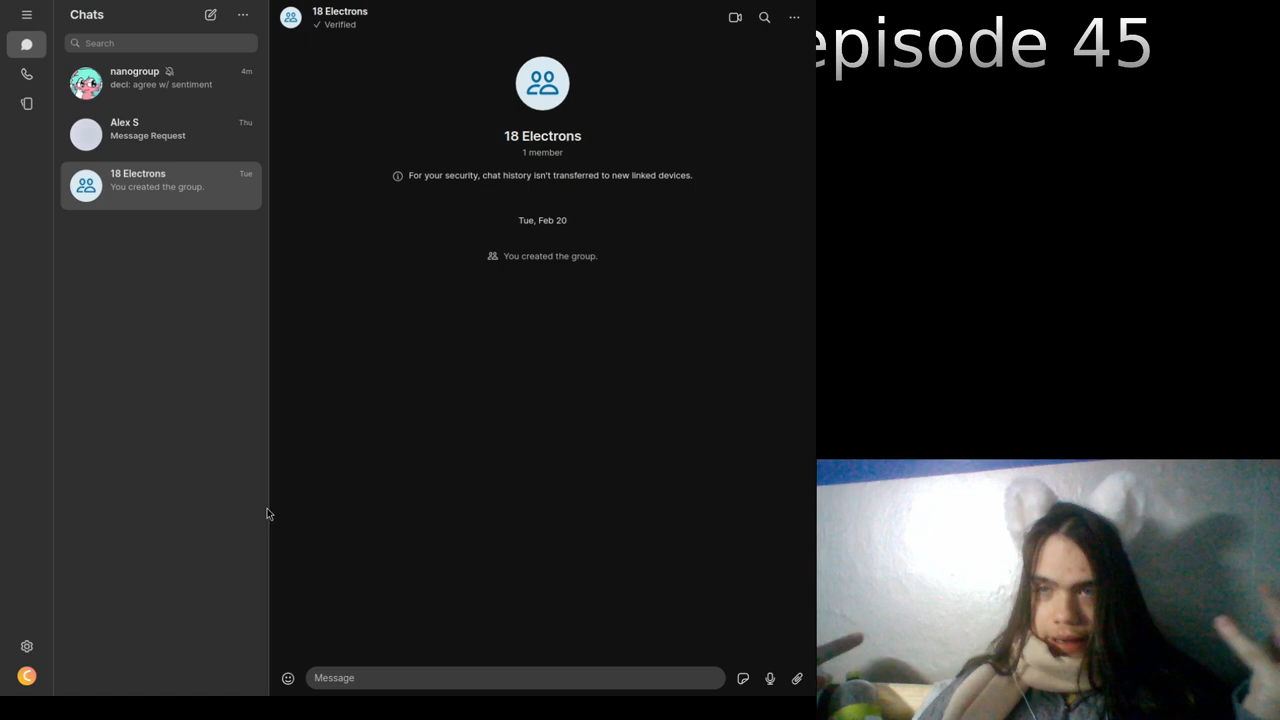 Chats
Search
nanogroup
4m
deci: agree w/ sentiment
Alex S
Thu
Message Request
18 Electrons
Tue
You created the group.
18 Electrons
Verified
18 Electrons
1 member
For your security, chat history isn't transferred to new linked devices.
Tue, Feb 20
You created the group.
Message
episode 45